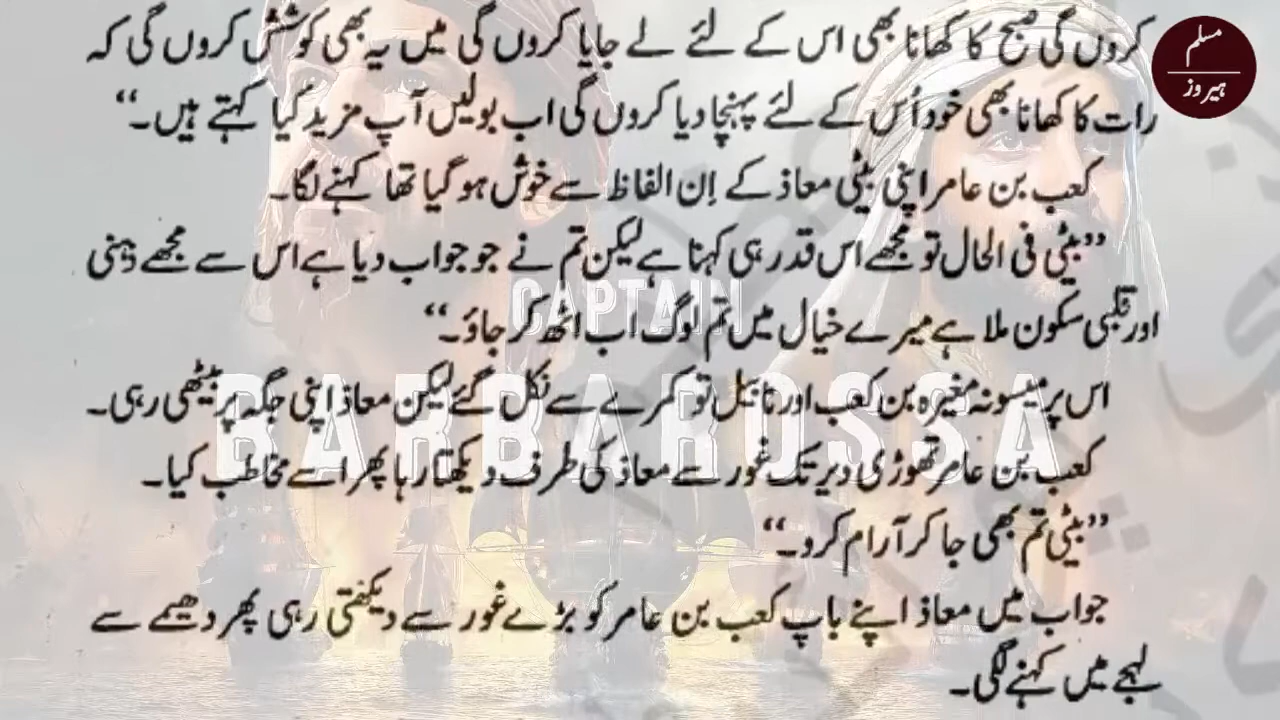 کروں گی صبح کا کھانا بھی اس کے لئے لے جایا کروں گی میں یہ بھی کوشش کروں گی کہ
رات کا کھانا بھی خود اُس کے لئے پہنچا دیا کروں گی اب بولیں آپ مزید کیا کہتے ہیں۔“
کعب بن عامر اپنی بیٹی معاذ کے اِن الفاظ سے خوش ہو گیا تھا کہنے لگا۔
”بیٹی فی الحال تو مجھے اس قدر ہی کہنا ہے لیکن تم نے جو جواب دیا ہے اس سے مجھے ذہنی
اور قلبی سکون ملا ہے میرے خیال میں تم لوگ اب اٹھ کر جاؤ۔“
اس پر میسونہ مغیرہ بن کعب اور نائیل تو کمرے سے نکل گئے لیکن معاذ اپنی جگہ پر بیٹھی رہی۔
کعب بن عامر تھوڑی دیر تک غور سے معاذ کی طرف دیکھتا رہا پھر اسے مخاطب کیا۔
”بیٹی تم بھی جا کر آرام کرو۔“
جواب میں معاذ اپنے باپ کعب بن عامر کو بڑے غور سے دیکھتی رہی پھر دھیمے سے
لہجے میں کہنے لگی۔
مسلم
ہیروز
CAPTAIN
BARBAROSSA